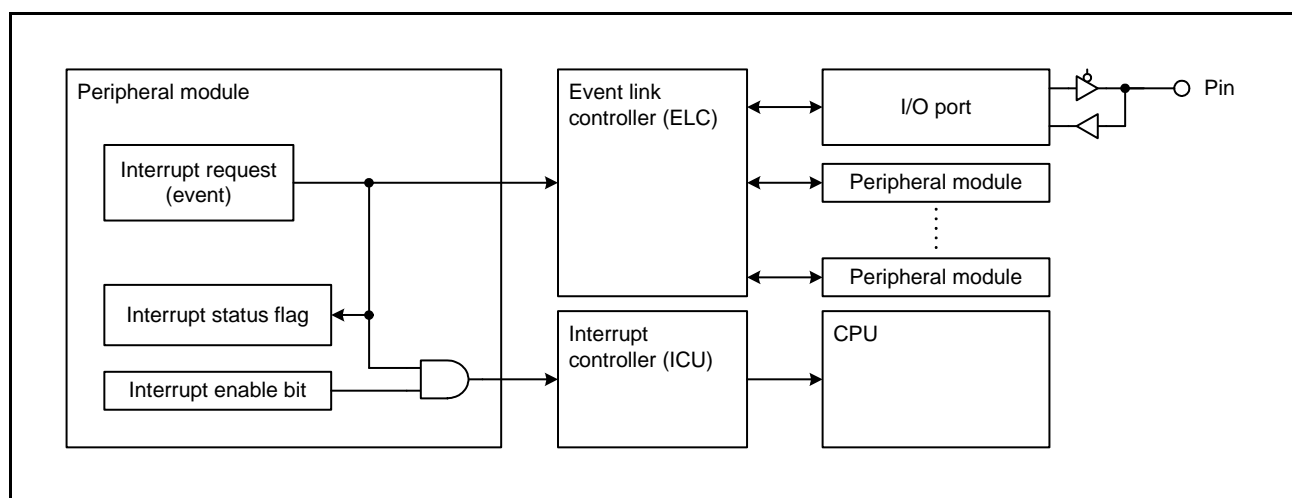 Peripheral module
Interrupt request
(event)
Interrupt status flag
Interrupt enable bit
Event link
controller (ELC)
Interrupt
controller (ICU)
I/O port
Pin
Peripheral module
Peripheral module
CPU